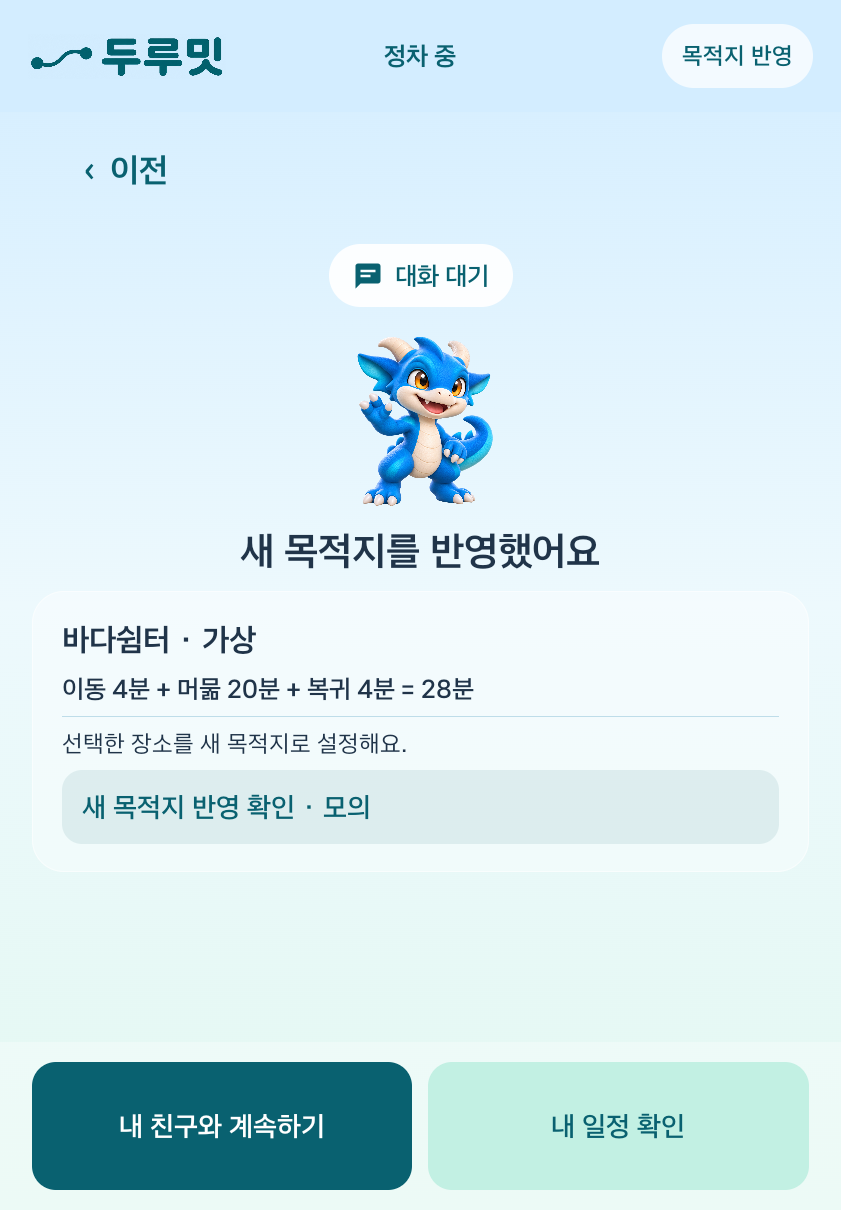 두루밋
정차 중
목적지 반영
‹ 이전
대화 대기
새 목적지를 반영했어요
바다쉼터 · 가상
이동 4분 + 머묾 20분 + 복귀 4분 = 28분
선택한 장소를 새 목적지로 설정해요.
새 목적지 반영 확인 · 모의
내 친구와 계속하기
내 일정 확인